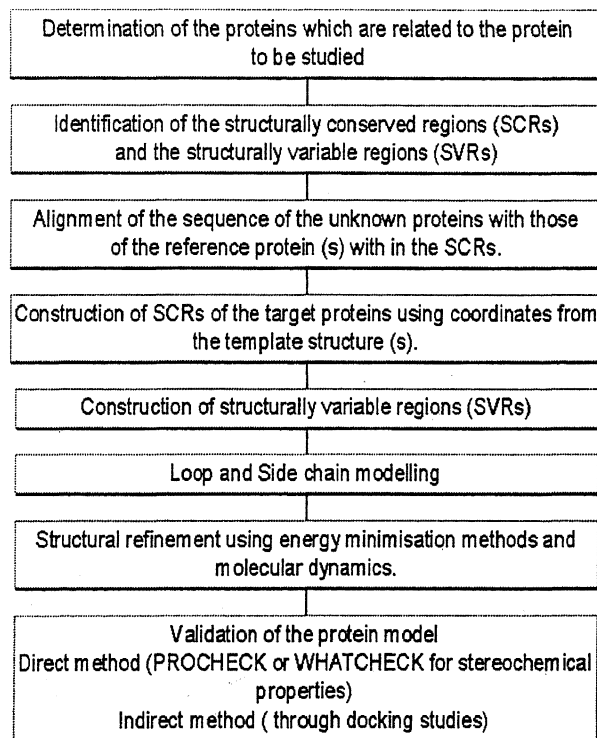 Determination of the proteins which are related to the protein
to be studied
Identification of the structurally conserved regions (SCRs)
and the structurally variable regions (SVRs)
Alignment of the sequence of the unknown proteins with those
of the reference protein (s) with in the SCRs.
Construction of SCRs of the target proteins using coordinates from
the template structure (s).
Construction of structurally variable regions (SVRs)
Loop and Side chain modelling
Structural refinement using energy minimisation methods and
molecular dynamics.
Validation of the protein model
Direct method (PROCHECK or WHATCHECK for stereochemical
properties)
Indirect method ( through docking studies)